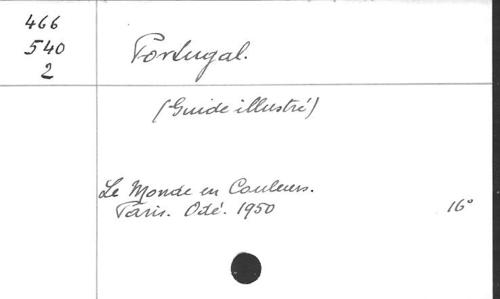 466
540
2
Portugal.
(Guide illustré)
Le Monde en Couleurs.
Paris. Odé. 1950 16°